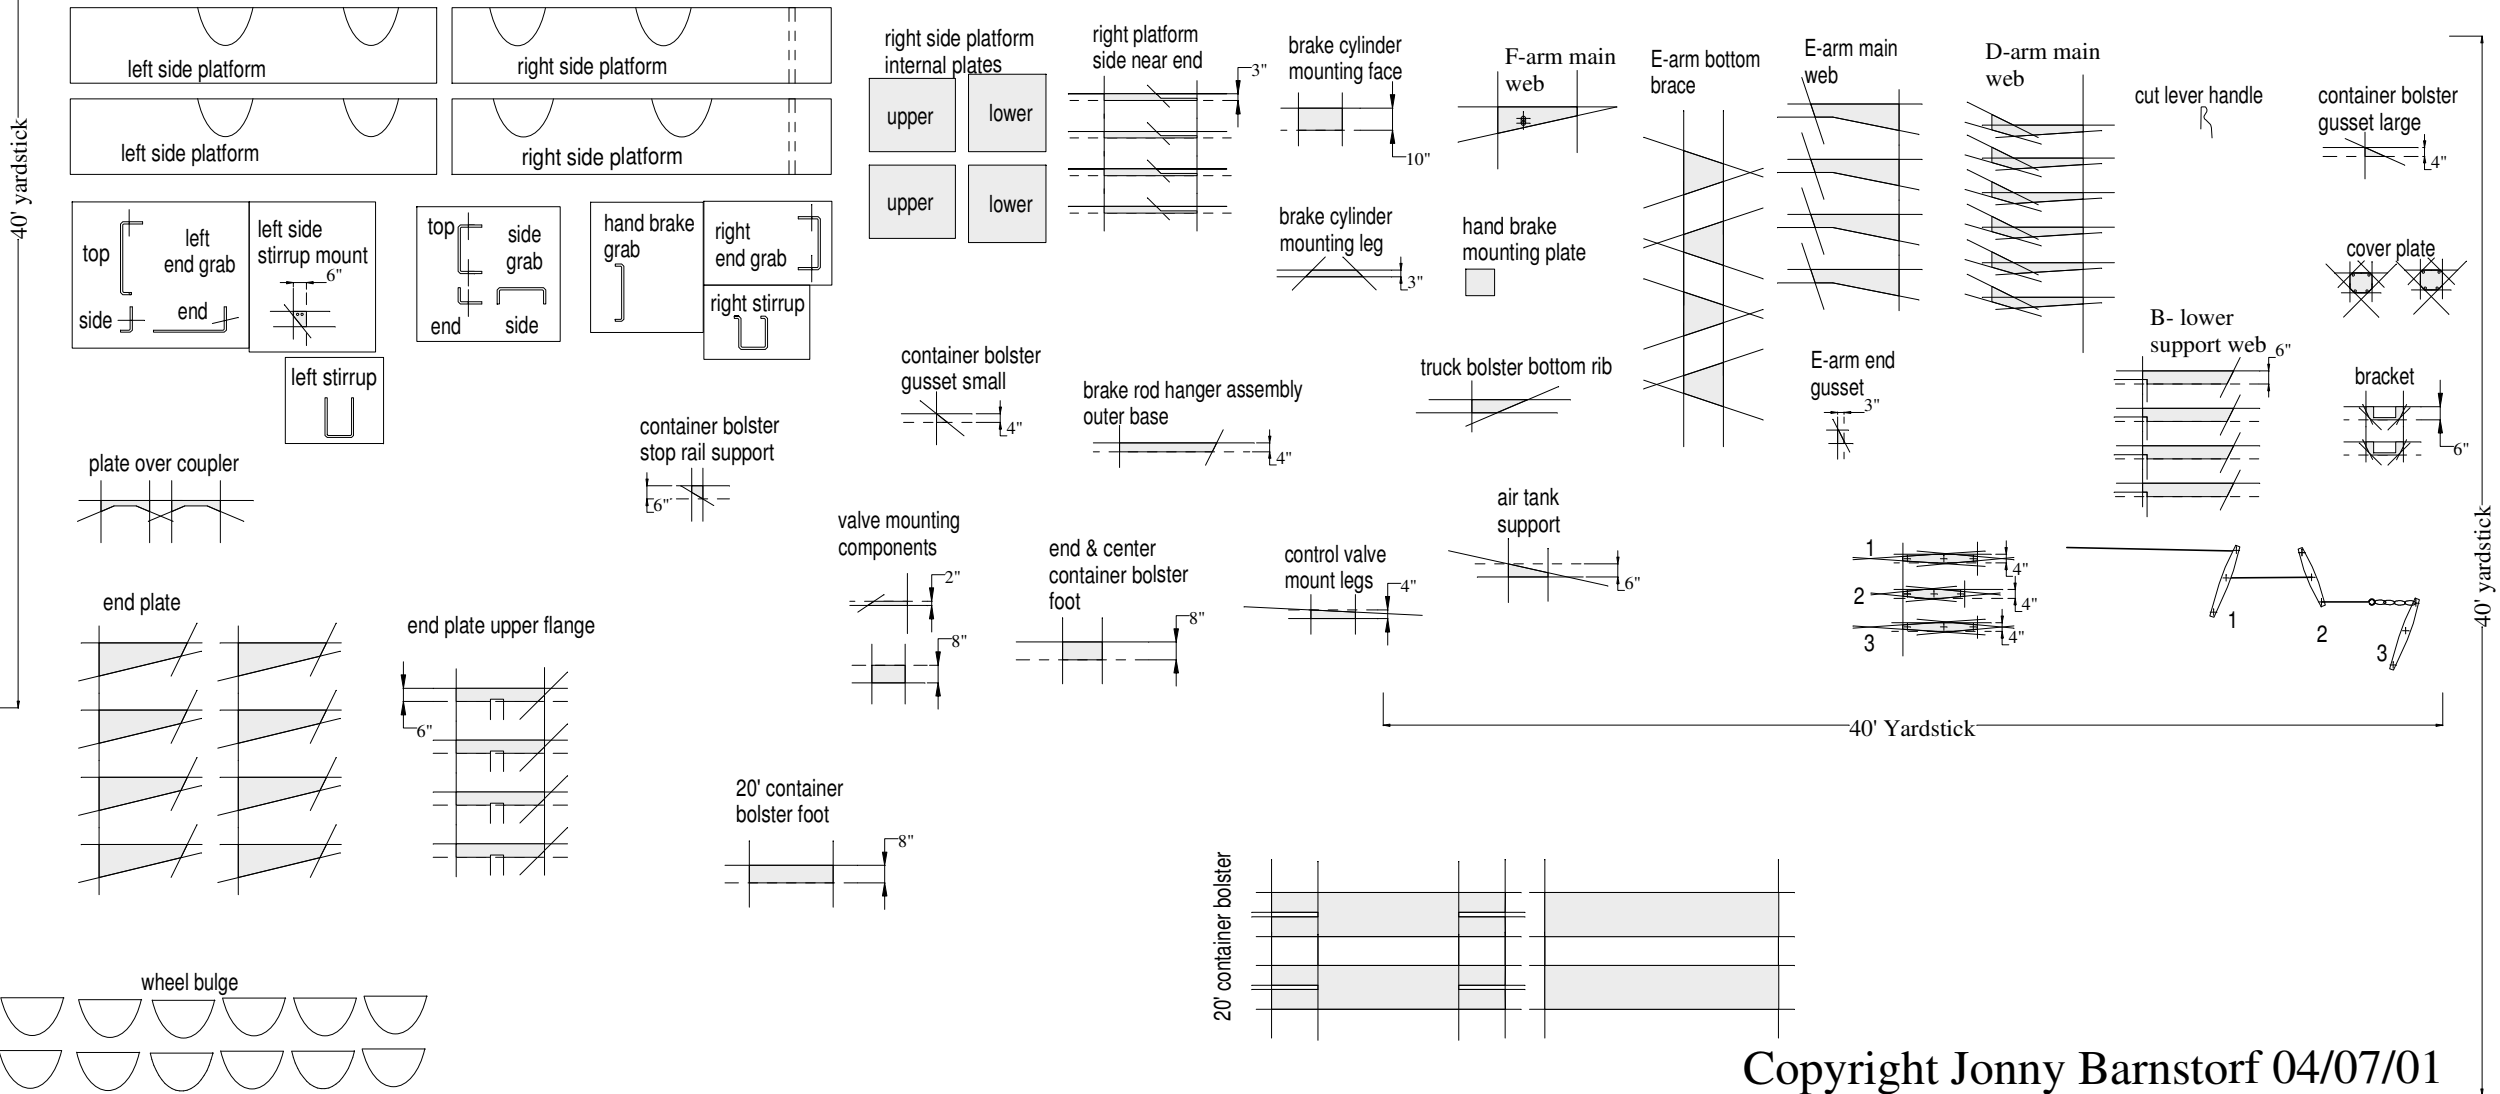 40' yardstick
left side platform
right side platform
left side platform
right side platform
right side platform
internal plates
upper
lower
upper
lower
right platform
side near end
3"
brake cylinder
mounting face
10"
F-arm main
web
E-arm bottom
brace
E-arm main
web
D-arm main
web
cut lever handle
container bolster
gusset large
4"
top
left
end grab
side
end
left side
stirrup mount
6"
top
side
grab
end
side
hand brake
grab
right
end grab
right stirrup
left stirrup
brake cylinder
mounting leg
3"
hand brake
mounting plate
cover plate
B- lower
support web
6"
container bolster
gusset small
4"
brake rod hanger assembly
outer base
4"
truck bolster bottom rib
E-arm end
gusset
3"
bracket
6"
plate over coupler
container bolster
stop rail support
6"
valve mounting
components
2"
8"
end & center
container bolster
foot
8"
control valve
mount legs
4"
air tank
support
6"
1
4"
2
4"
3
4"
1
2
3
40' yardstick
end plate
end plate upper flange
6"
40' Yardstick
20' container
bolster foot
8"
20' container bolster
wheel bulge
Copyright Jonny Barnstorf 04/07/01